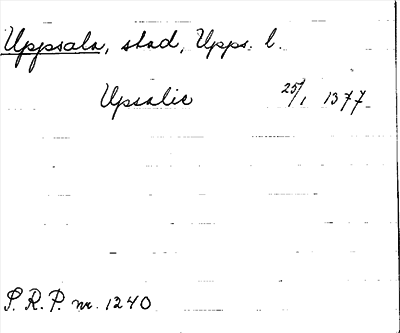 Uppsala, stad, Upps. l.
Upsalie 25/1 1377
S.R.P. nr. 1240